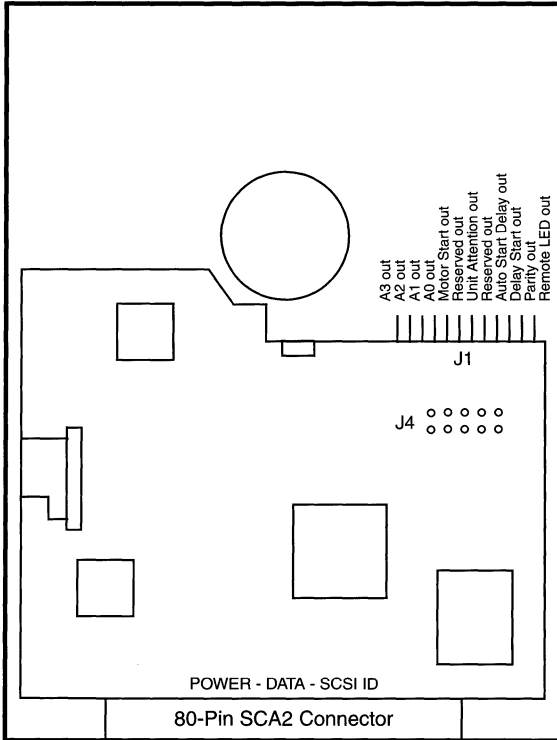 A3 out
A2 out
A1 out
A0 out
Motor Start out
Reserved out
Unit Attention out
Reserved out
Auto Start Delay out
Delay Start out
Parity out
Remote LED out
J1
J4
POWER - DATA - SCSI ID
80-Pin SCA2 Connector